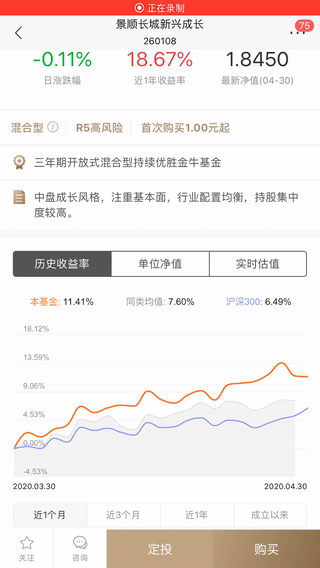 正在录制
景顺长城新兴成长
260108
75
-0.11%
18.67%
1.8450
日涨跌幅
近1年收益率
最新净值(04-30)
混合型
R5高风险
首次购买1.00元起
三年期开放式混合型持续优胜金牛基金
中盘成长风格，注重基本面，行业配置均衡，持股集中
度较高。
历史收益率
单位净值
实时估值
本基金: 11.41%
同类均值: 7.60%
沪深300: 6.49%
18.12%
13.59%
9.06%
4.53%
0.00%
-4.53%
2020.03.30
2020.04.30
近1个月
近3个月
近1年
成立以来
关注
咨询
定投
购买